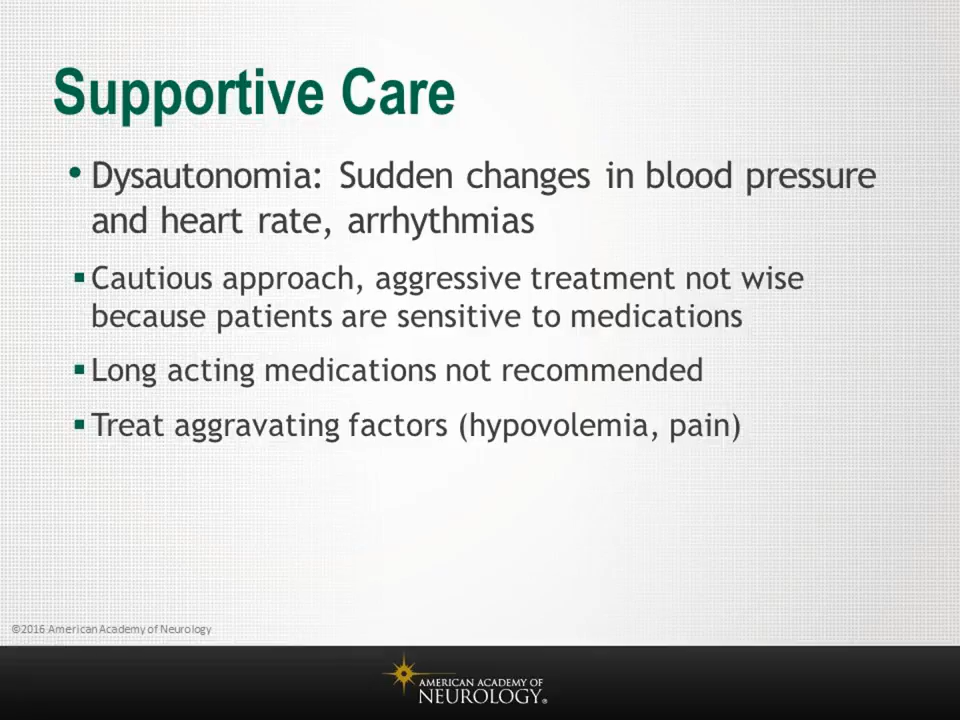 Supportive Care
• Dysautonomia: Sudden changes in blood pressure
and heart rate, arrhythmias
▪ Cautious approach, aggressive treatment not wise
because patients are sensitive to medications
▪ Long acting medications not recommended
▪ Treat aggravating factors (hypovolemia, pain)
©2016 American Academy of Neurology
AMERICAN ACADEMY OF
NEUROLOGY®